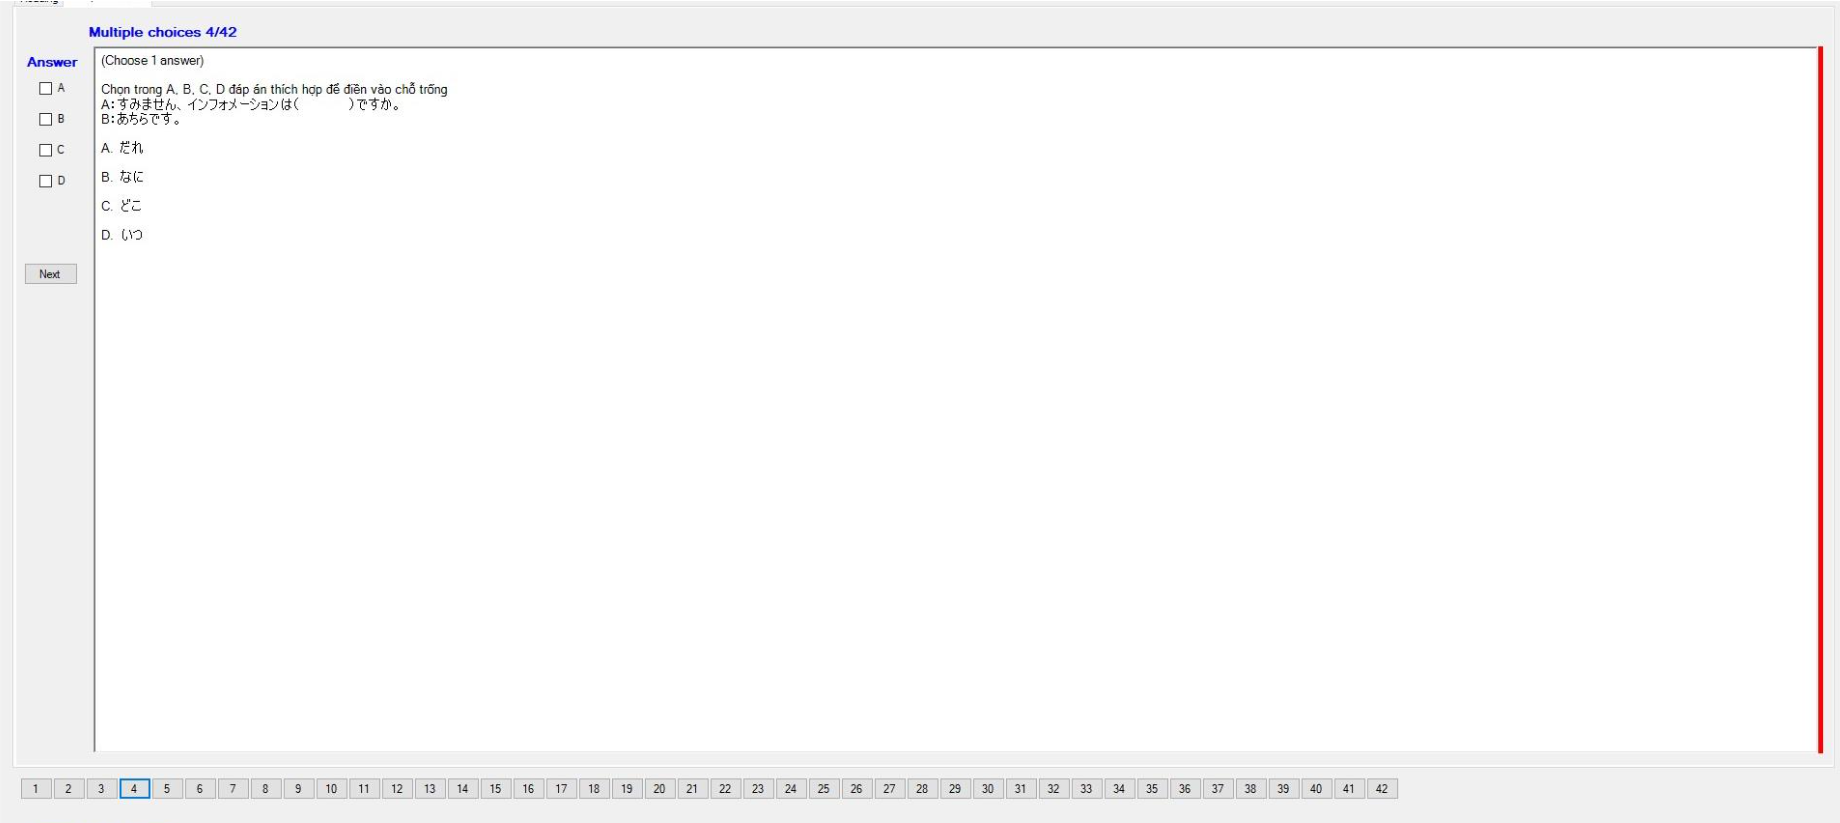 Multiple choices 4/42
Answer
(Choose 1 answer)
Chọn trong A, B, C, D đáp án thích hợp để điền vào chỗ trống
A:すみません、インフォメーションは(　　　)ですか。
B:あちらです。
A. だれ
B. なに
C. どこ
D. いつ
A
B
C
D
Next
1 2 3 4 5 6 7 8 9 10 11 12 13 14 15 16 17 18 19 20 21 22 23 24 25 26 27 28 29 30 31 32 33 34 35 36 37 38 39 40 41 42